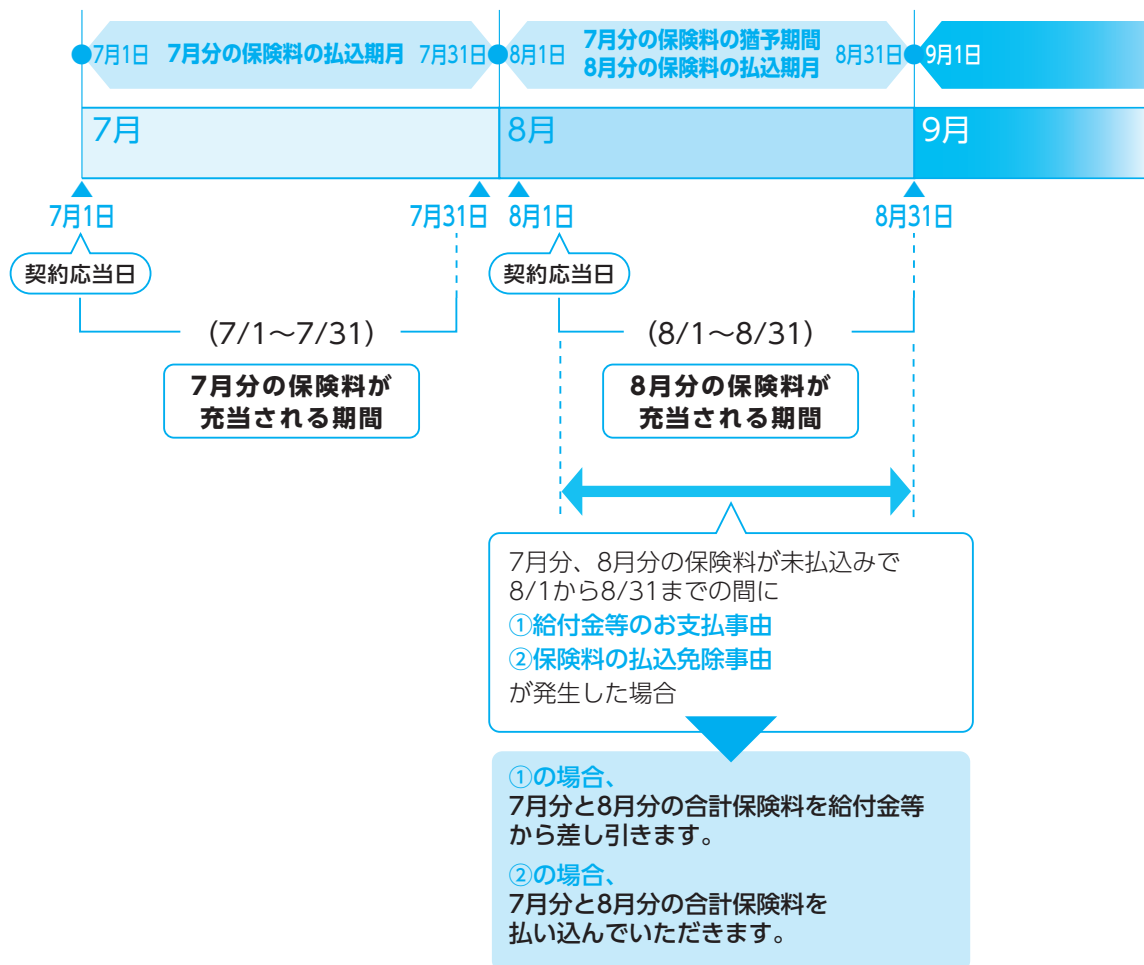 7月1日 7月分の保険料の払込期月 7月31日
8月1日 7月分の保険料の猶予期間
8月分の保険料の払込期月 8月31日
9月1日
7月
8月
9月
7月1日
7月31日
8月1日
8月31日
契約応当日
契約応当日
(7/1〜7/31)
(8/1〜8/31)
7月分の保険料が
充当される期間
8月分の保険料が
充当される期間
7月分、8月分の保険料が未払込みで
8/1から8/31までの間に
①給付金等のお支払事由
②保険料の払込免除事由
が発生した場合
①の場合、
7月分と8月分の合計保険料を給付金等
から差し引きます。
②の場合、
7月分と8月分の合計保険料を
払い込んでいただきます。